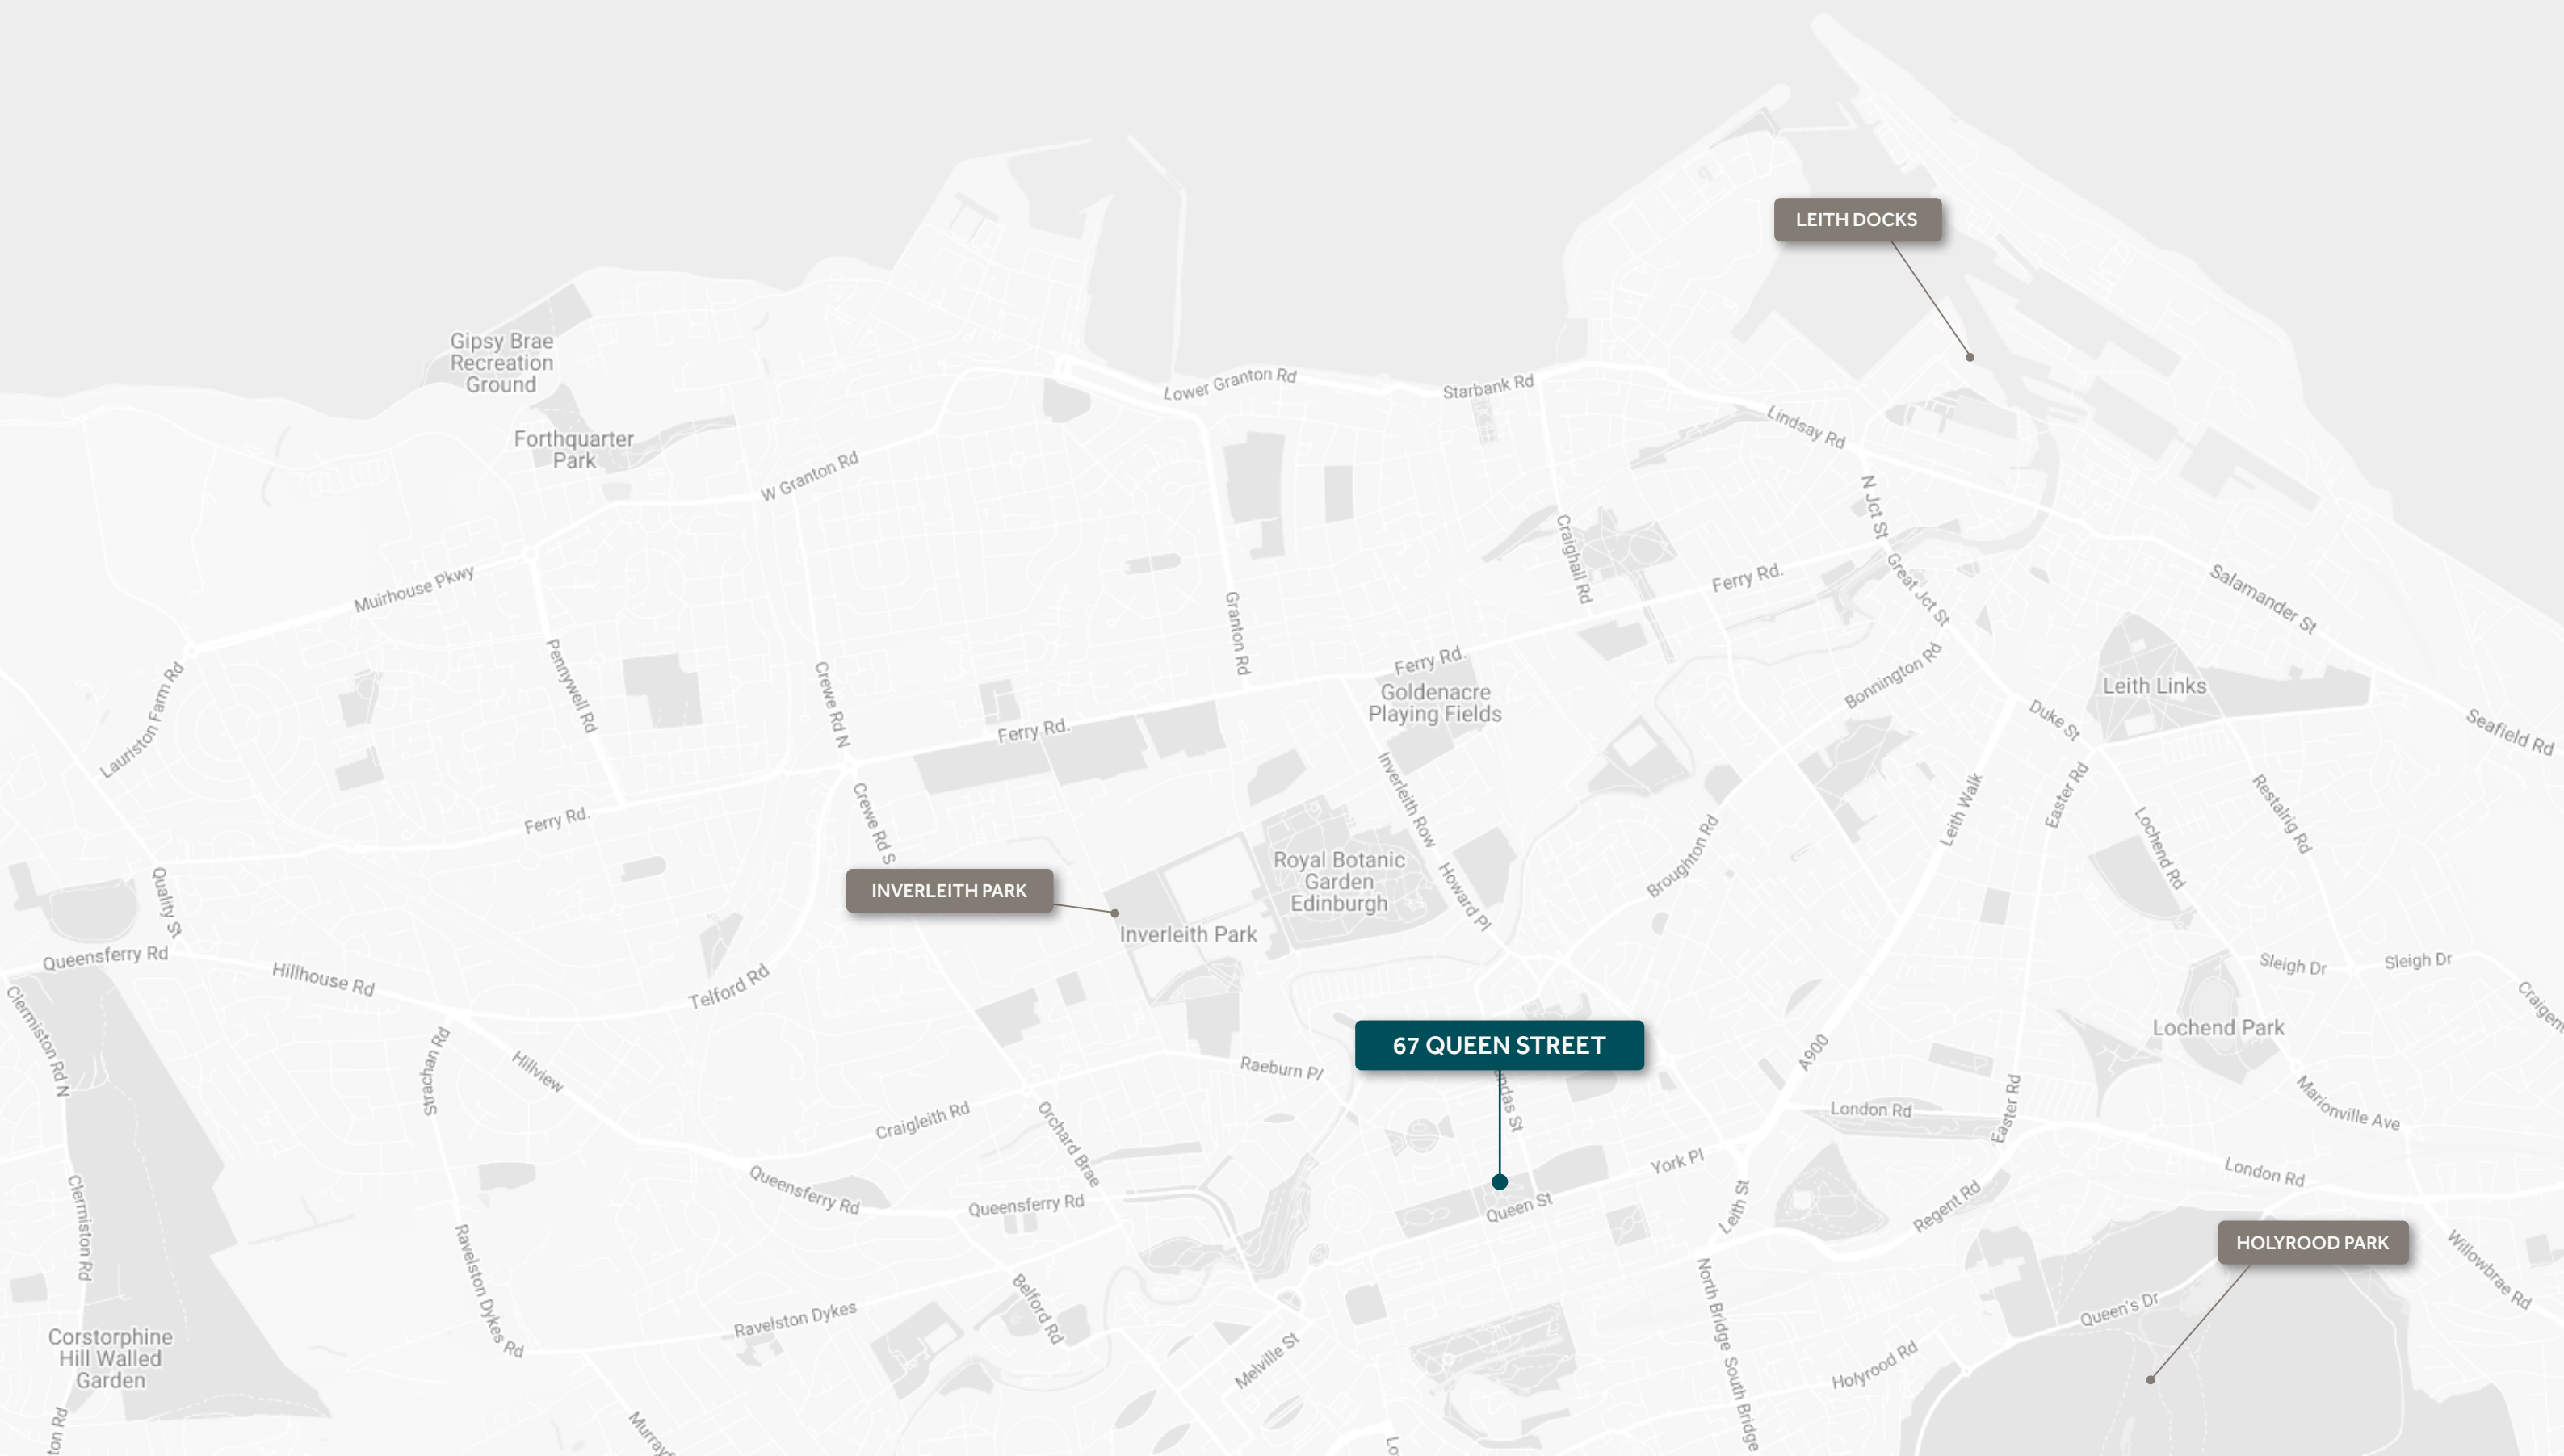 LEITH DOCKS
Gipsy Brae
Recreation
Ground
Lower Granton Rd
Starbank Rd
Lindsay Rd
Forthquarter
Park
W Granton Rd
N Jct St
Craighall Rd
Ferry Rd.
Great Jct St
Salamander St
Muirhouse Pkwy
Granton Rd
Pennywell Rd
Lauriston Farm Rd
Crewe Rd N
Ferry Rd.
Goldenacre
Playing Fields
Bonnington Rd
Leith Links
Duke St
Seafield Rd
Ferry Rd.
Inverleith Row
Leith Walk
Easter Rd
Restalrig Rd
Lochend Rd
Ferry Rd.
Crewe Rd S
Broughton Rd
Royal Botanic
Garden
Edinburgh
Howard Pl
INVERLEITH PARK
Inverleith Park
Quality St
Queensferry Rd
Hillhouse Rd
Telford Rd
Sleigh Dr
Sleigh Dr
Clermiston Rd N
Lochend Park
67 QUEEN STREET
A900
Strachan Rd
Hillview
Raeburn Pl
London Rd
Easter Rd
Marionville Ave
Craigleith Rd
Orchard Brae
York Pl
London Rd
Queensferry Rd
Queensferry Rd
Queen St
Leith St
Regent Rd
HOLYROOD PARK
Clermiston Rd
Ravelston Dykes Rd
Willowbrae Rd
Belford Rd
North Bridge
Queen's Dr
Ravelston Dykes
Corstorphine
Hill Walled
Garden
Melville St
South Bridge
Holyrood Rd